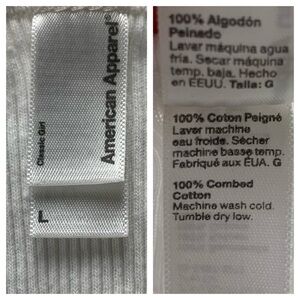 American Apparel®
Classic Girl
L
100% Algodón
Peinado
Lavar máquina agua
fría. Secar máquina
temp. baja. Hecho
en EEUU. Talla: G
100% Coton Peigné
Laver machine
eau froide. Sécher
machine basse temp.
Fabriqué aux ÉUA. G
100% Combed
Cotton
Machine wash cold.
Tumble dry low.